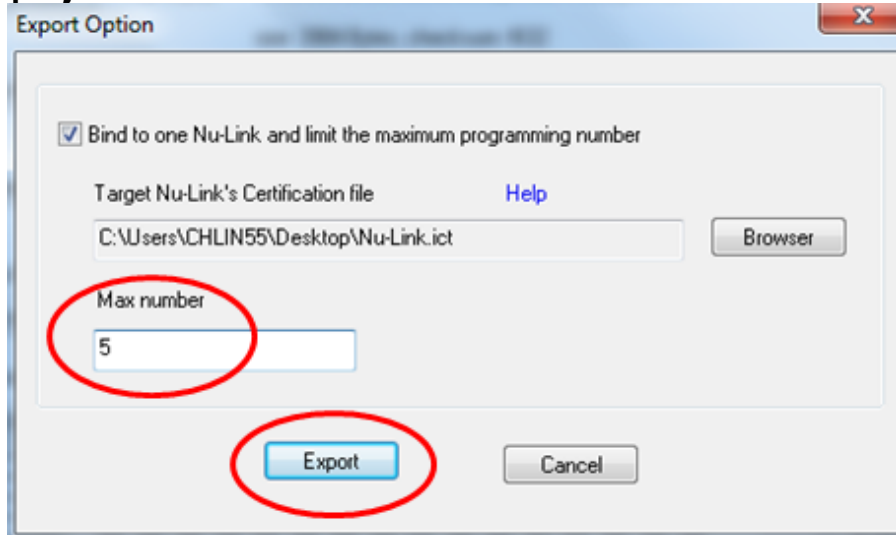 Export Option
Bind to one Nu-Link and limit the maximum programming number
Target Nu-Link's Certification file Help
C:\Users\CHLIN55\Desktop\Nu-Link.ict Browser
Max number
5
Export Cancel